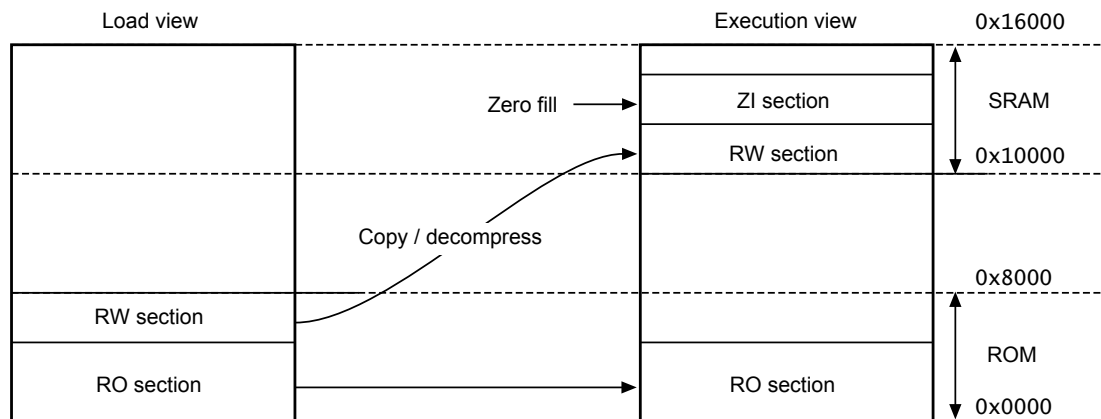 Load view
Execution view
0x16000
Zero fill
ZI section
SRAM
RW section
0x10000
Copy / decompress
0x8000
RW section
ROM
RO section
RO section
0x0000